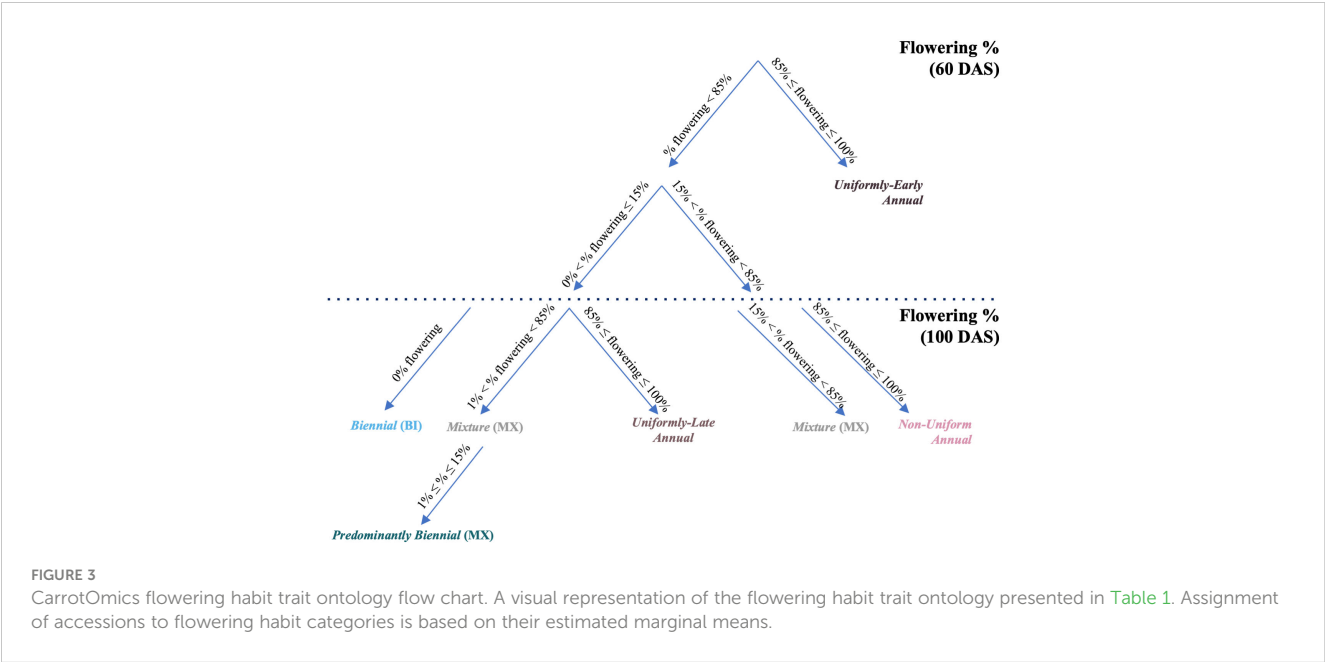 Flowering %
(60 DAS)
% flowering < 85%
85% ≤ flowering ≤ 100%
Uniformly-Early
Annual
0% < % flowering ≤ 15%
15% < % flowering < 85%
Flowering %
(100 DAS)
0% flowering
1% < % flowering < 85%
85% ≤ flowering ≤ 100%
15% < % flowering < 85%
85% ≤ flowering ≤ 100%
Biennial (BI)
Mixture (MX)
Uniformly-Late
Annual
Mixture (MX)
Non-Uniform
Annual
1% ≤ % ≤ 15%
Predominantly Biennial (MX)
FIGURE 3
CarrotOmics flowering habit trait ontology flow chart. A visual representation of the flowering habit trait ontology presented in Table 1. Assignment
of accessions to flowering habit categories is based on their estimated marginal means.